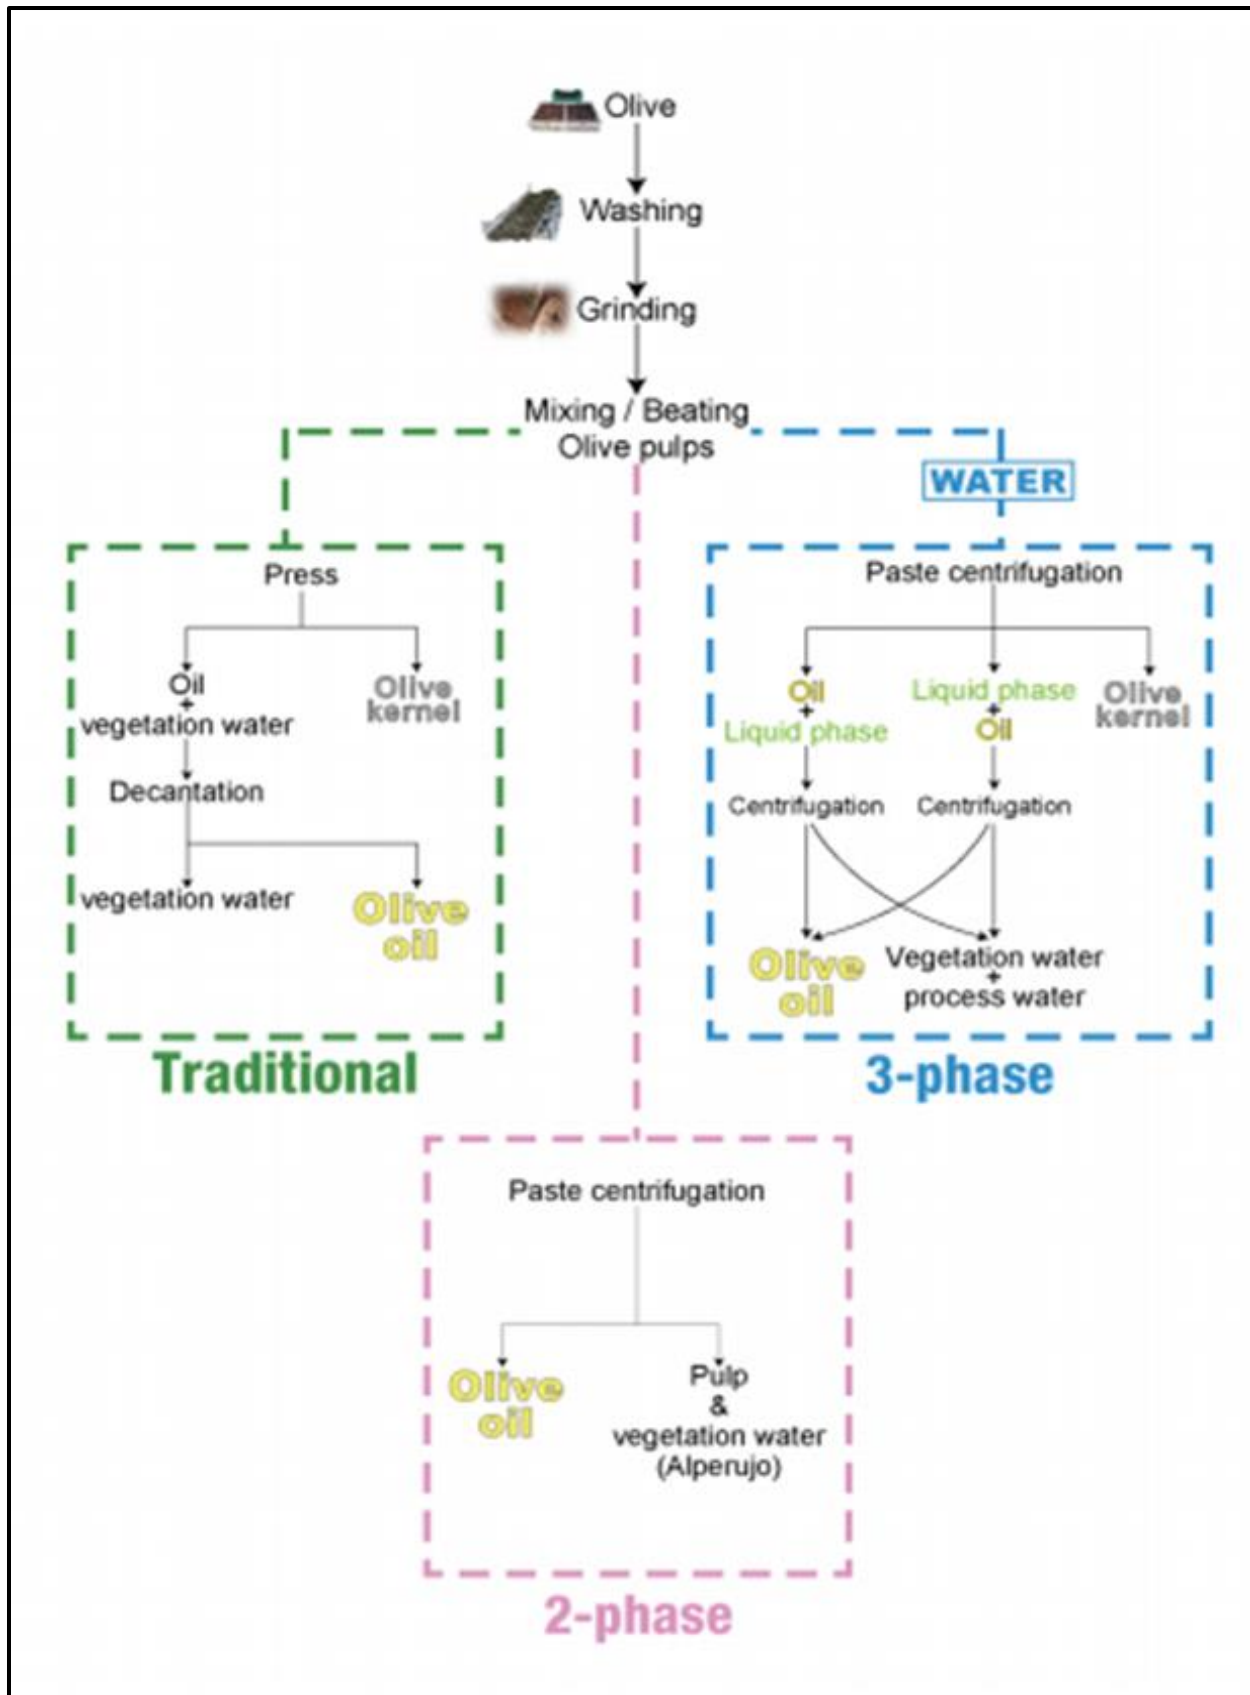 Olive
Washing
Grinding
Mixing / Beating
Olive pulps
WATER
Press
Oil
+
vegetation water
Olive
kernel
Decantation
vegetation water
Olive
oil
Traditional
Paste centrifugation
Oil
+
Liquid phase
Liquid phase
+
Oil
Olive
kernel
Centrifugation
Centrifugation
Olive
oil
Vegetation water
+
process water
3-phase
Paste centrifugation
Olive
oil
Pulp
&
vegetation water
(Alperujo)
2-phase